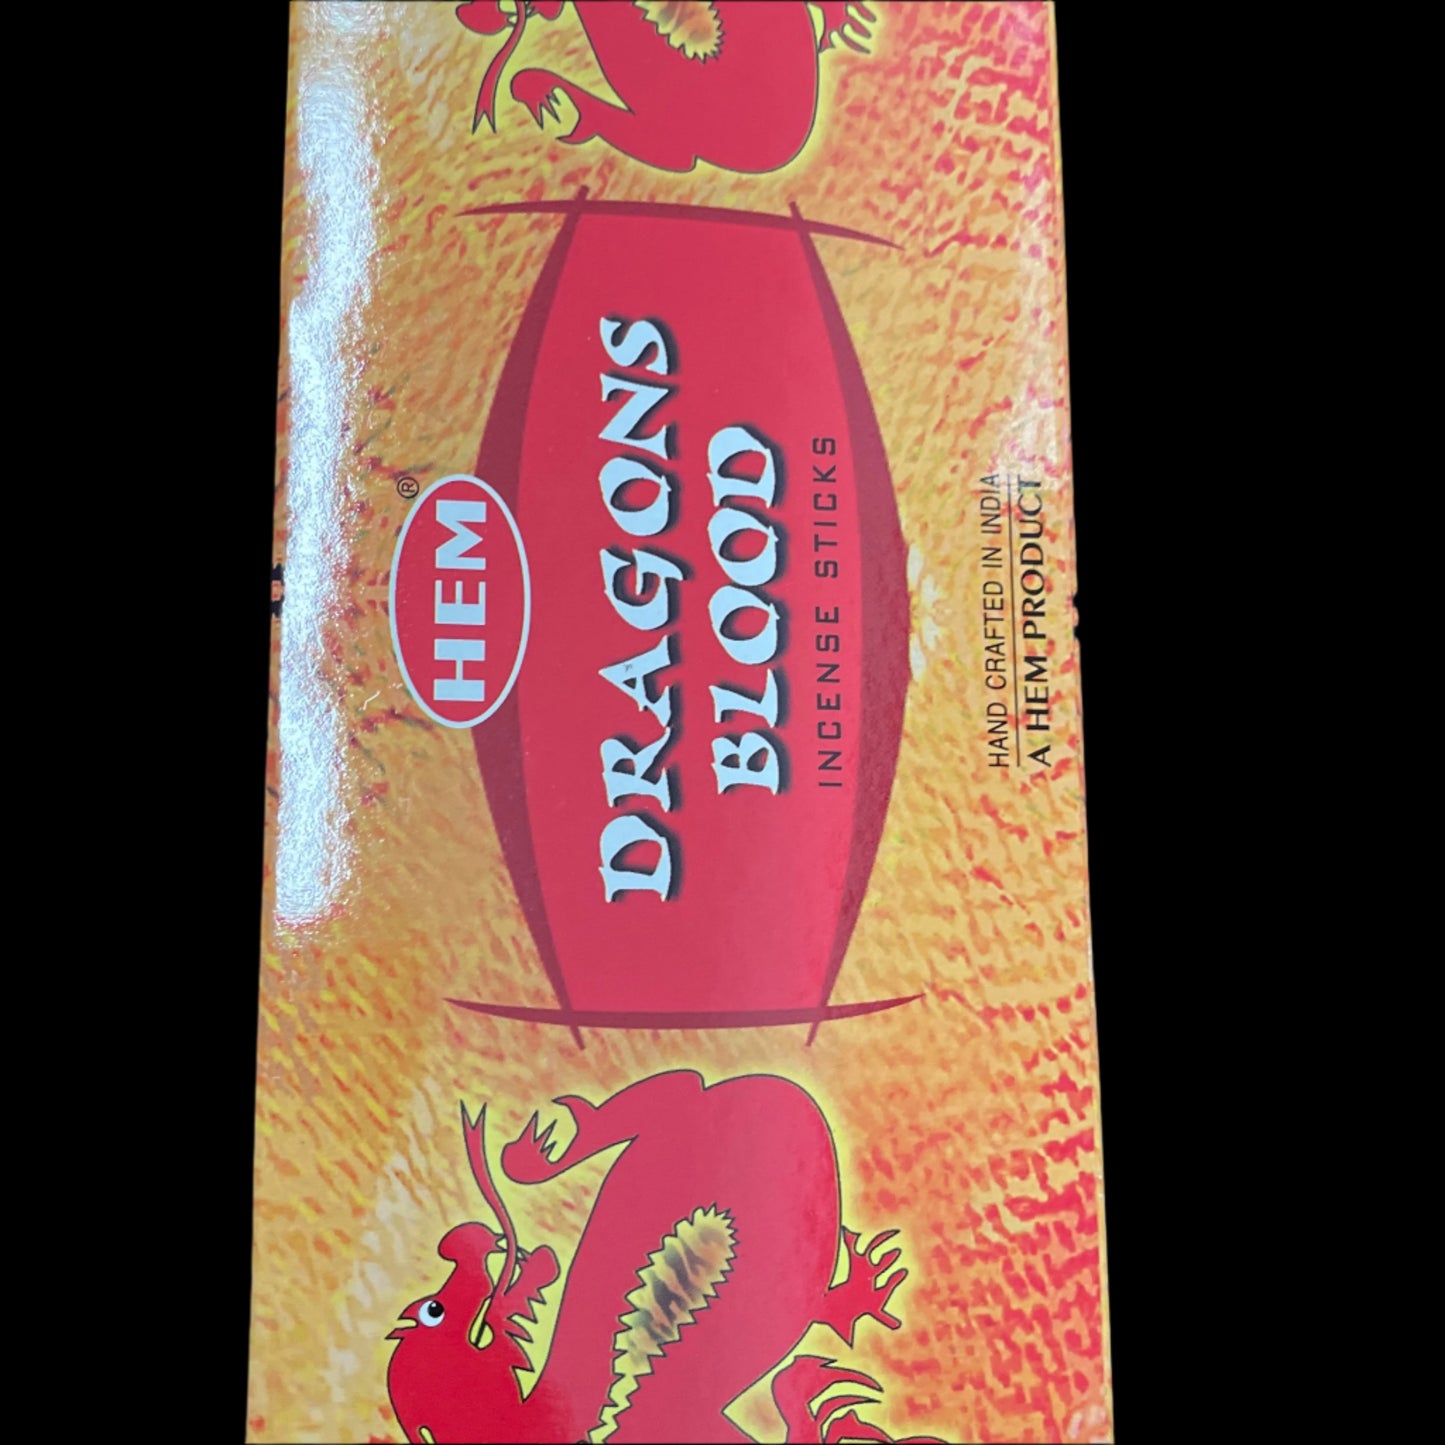 HEM®
DRAGONS
BLOOD
INCENSE STICKS
HAND CRAFTED IN INDIA
A HEM PRODUCT